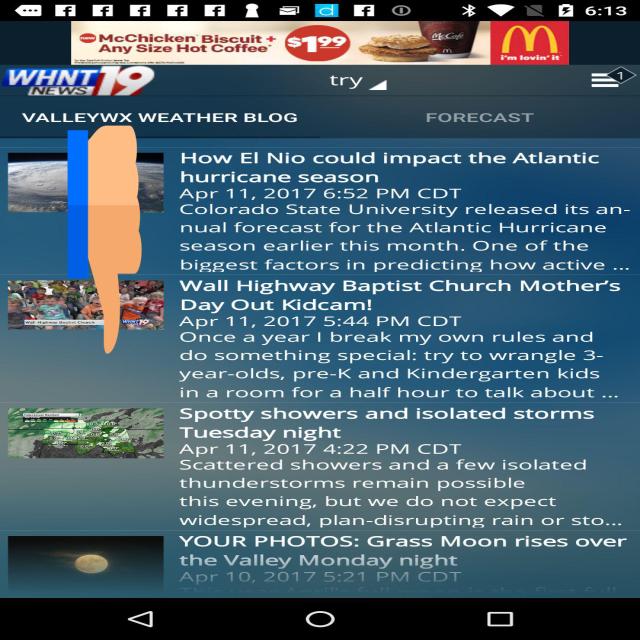 6:13
NEW McChicken Biscuit +
Any Size Hot Coffee
$1.99
McCafé
i'm lovin' it
WHNT 19
NEWS
try
1
VALLEYWX WEATHER BLOG
FORECAST
How El Nio could impact the Atlantic
hurricane season
Apr 11, 2017 6:52 PM CDT
Colorado State University released its an-
nual forecast for the Atlantic Hurricane
season earlier this month. One of the
biggest factors in predicting how active ...
Wall Highway Baptist Church Mother's
Day Out Kidcam!
Apr 11, 2017 5:44 PM CDT
Once a year I break my own rules and
do something special: try to wrangle 3-
year-olds, pre-K and Kindergarten kids
in a room for a half hour to talk about ...
Wall Highway Baptist Church
Spotty showers and isolated storms
Tuesday night
Apr 11, 2017 4:22 PM CDT
Scattered showers and a few isolated
thunderstorms remain possible
this evening, but we do not expect
widespread, plan-disrupting rain or sto...
YOUR PHOTOS: Grass Moon rises over
the Valley Monday night
Apr 10, 2017 5:21 PM CDT